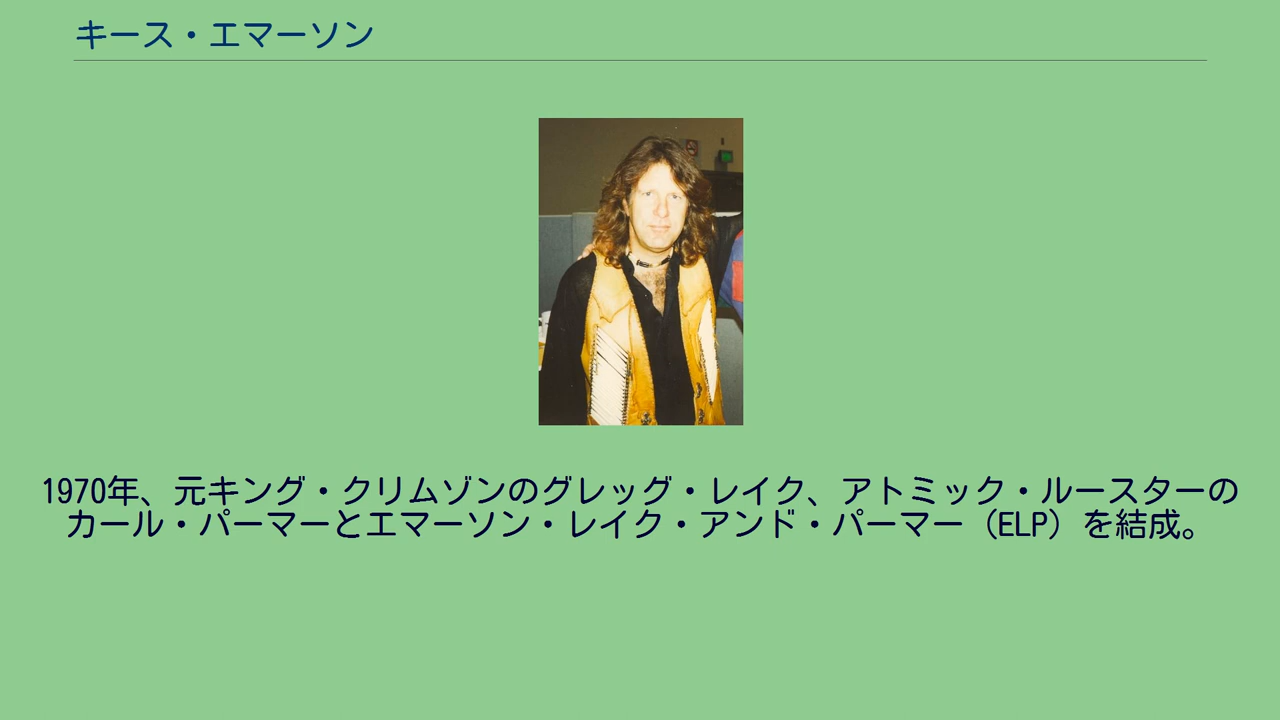 キース・エマーソン
1970年、元キング・クリムゾンのグレッグ・レイク、アトミック・ルースターの
カール・パーマーとエマーソン・レイク・アンド・パーマー（ELP）を結成。